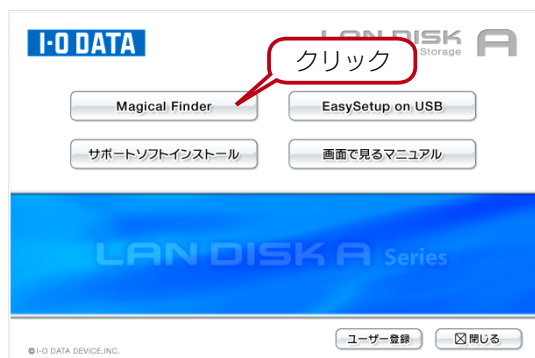 I-O DATA
LAN DISK A
Storage
クリック
Magical Finder
EasySetup on USB
サポートソフトインストール
画面で見るマニュアル
LAN DISK A Series
ユーザー登録
閉じる
©I-O DATA DEVICE,INC.